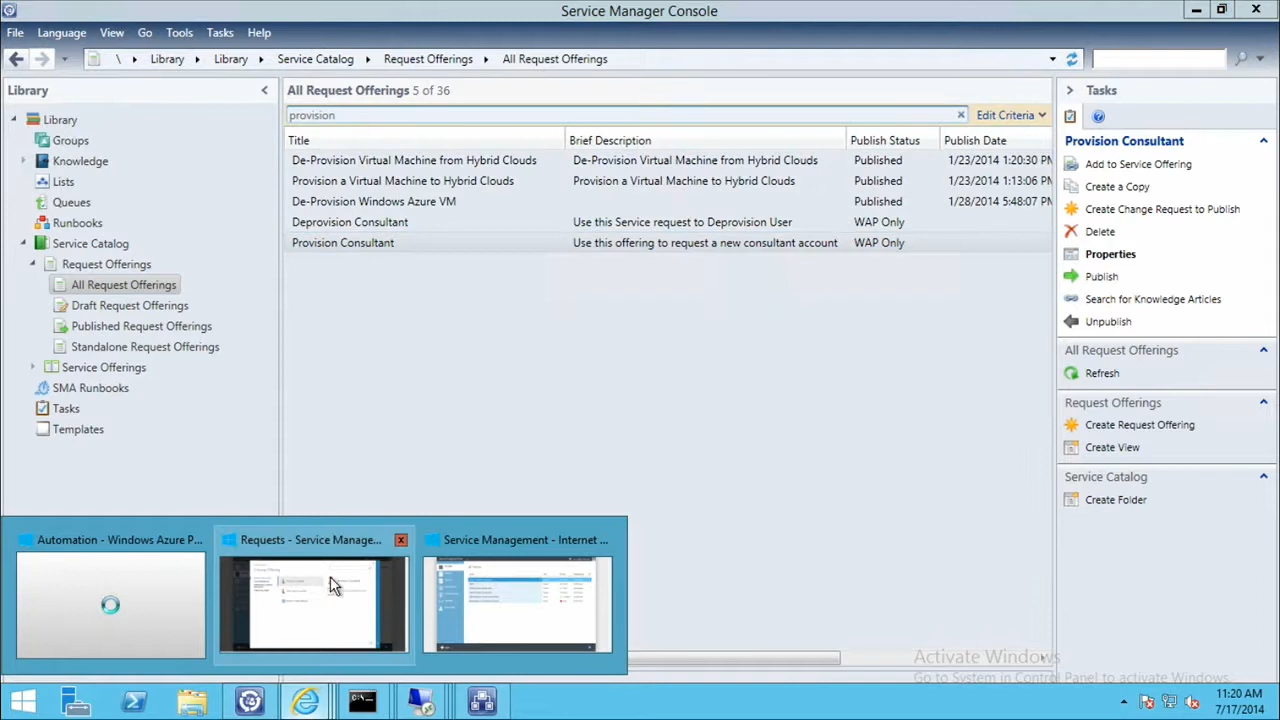 Service Manager Console
File Language View Go Tools Tasks Help
\ Library Library Service Catalog Request Offerings All Request Offerings
Library
Library
Groups
Knowledge
Lists
Queues
Runbooks
Service Catalog
Request Offerings
All Request Offerings
Draft Request Offerings
Published Request Offerings
Standalone Request Offerings
Service Offerings
SMA Runbooks
Tasks
Templates
All Request Offerings 5 of 36
provision Edit Criteria
Title Brief Description Publish Status Publish Date
De-Provision Virtual Machine from Hybrid Clouds De-Provision Virtual Machine from Hybrid Clouds Published 1/23/2014 1:20:30 PM
Provision a Virtual Machine to Hybrid Clouds Provision a Virtual Machine to Hybrid Clouds Published 1/23/2014 1:13:06 PM
De-Provision Windows Azure VM Published 1/28/2014 5:48:07 PM
Deprovision Consultant Use this Service request to Deprovision User WAP Only
Provision Consultant Use this offering to request a new consultant account WAP Only
Tasks
Provision Consultant
Add to Service Offering
Create a Copy
Create Change Request to Publish
Delete
Properties
Publish
Search for Knowledge Articles
Unpublish
All Request Offerings
Refresh
Request Offerings
Create Request Offering
Create View
Service Catalog
Create Folder
Automation - Windows Azure P...
Requests - Service Manage...
Service Management - Internet ...
Activate Windows
Go to System in Control Panel to activate Windows.
11:20 AM
7/17/2014